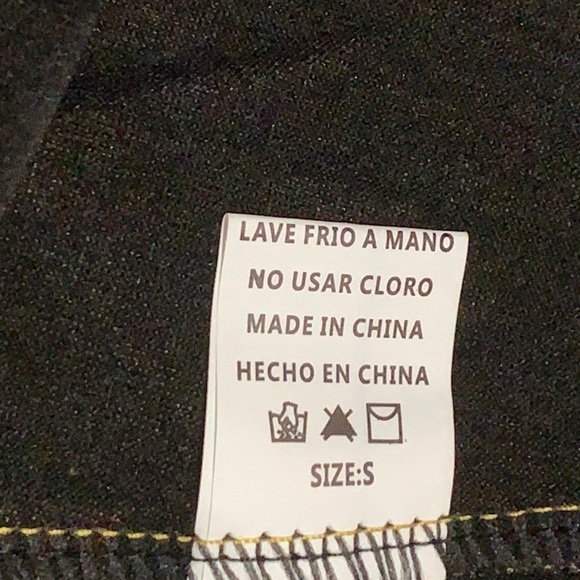 LAVE FRIO A MANO
NO USAR CLORO
MADE IN CHINA
HECHO EN CHINA
SIZE:S